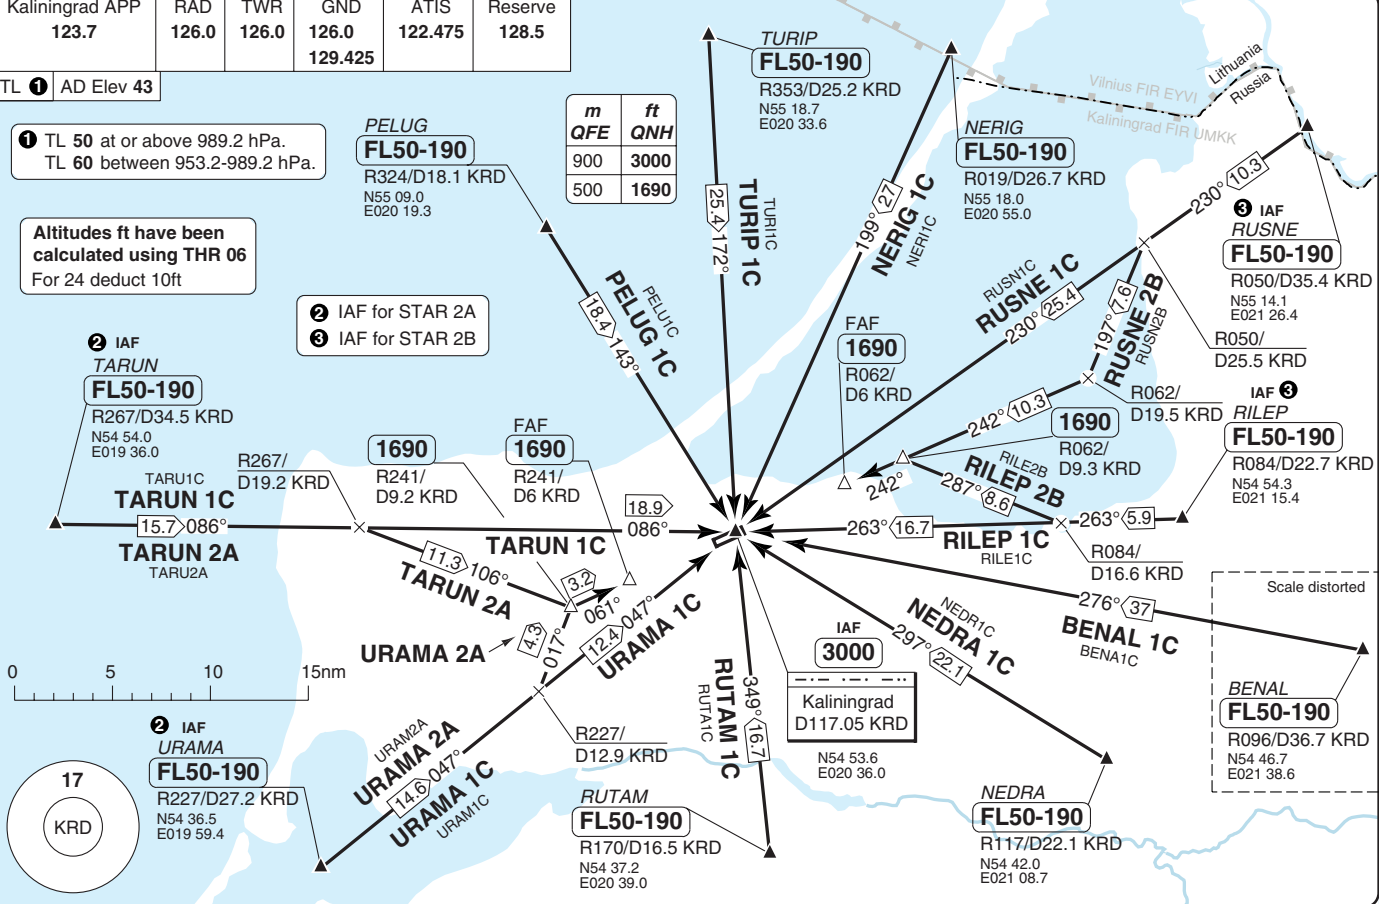 Kaliningrad APP RAD TWR GND ATIS Reserve
123.7 126.0 126.0 126.0 122.475 128.5
129.425
TL 1 AD Elev 43
1 TL 50 at or above 989.2 hPa.
TL 60 between 953.2-989.2 hPa.
Altitudes ft have been
calculated using THR 06
For 24 deduct 10ft
2 IAF for STAR 2A
3 IAF for STAR 2B
m ft
QFE QNH
900 3000
500 1690
PELUG
FL50-190
R324/D18.1 KRD
N55 09.0
E020 19.3
TURIP
FL50-190
R353/D25.2 KRD
N55 18.7
E020 33.6
NERIG
FL50-190
R019/D26.7 KRD
N55 18.0
E020 55.0
Vilnius FIR EYVI
Kaliningrad FIR UMKK
Lithuania
Russia
3 IAF
RUSNE
FL50-190
R050/D35.4 KRD
N55 14.1
E021 26.4
230° 10.3
R050/
D25.5 KRD
RUSN1C
RUSNE 1C
230° 25.4
197° 7.6
RUSNE 2B
RUSN2B
R062/
D19.5 KRD
IAF 3
RILEP
FL50-190
R084/D22.7 KRD
N54 54.3
E021 15.4
242° 10.3
1690
R062/
D9.3 KRD
FAF
1690
R062/
D6 KRD
242°
RILE2B
RILEP 2B
287° 8.6
263° 5.9
263° 16.7
RILEP 1C
RILE1C
R084/
D16.6 KRD
25.4 172°
TURI1C
TURIP 1C
199° 27
NERIG 1C
NERI1C
18.4 143°
PELU1C
PELUG 1C
2 IAF
TARUN
FL50-190
R267/D34.5 KRD
N54 54.0
E019 36.0
TARU1C
TARUN 1C
15.7 086°
TARUN 2A
TARU2A
R267/
D19.2 KRD
1690
R241/
D9.2 KRD
FAF
1690
R241/
D6 KRD
18.9
086°
TARUN 1C
11.3 106°
TARUN 2A
3.2
061°
4.3 017°
URAMA 2A
12.4 047°
URAMA 1C
R227/
D12.9 KRD
0 5 10 15nm
17
KRD
2 IAF
URAMA
FL50-190
R227/D27.2 KRD
N54 36.5
E019 59.4
URAM2A
URAMA 2A
14.6 047°
URAMA 1C
URAM1C
RUTAM
FL50-190
R170/D16.5 KRD
N54 37.2
E020 39.0
349° 16.7
RUTAM 1C
RUTA1C
IAF
3000
Kaliningrad
D117.05 KRD
N54 53.6
E020 36.0
NEDR1C
NEDRA 1C
297° 22.1
NEDRA
FL50-190
R117/D22.1 KRD
N54 42.0
E021 08.7
276° 37
BENAL 1C
BENA1C
Scale distorted
BENAL
FL50-190
R096/D36.7 KRD
N54 46.7
E021 38.6